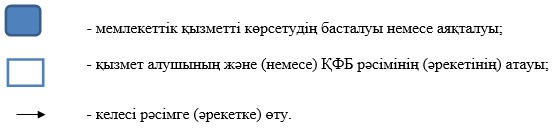 - мемлекеттік қызметті көрсетудің басталуы немесе аяқталуы;
- қызмет алушының және (немесе) ҚФБ рәсімінің (әрекетінің) атауы;
- келесі рәсімге (әрекетке) өту.